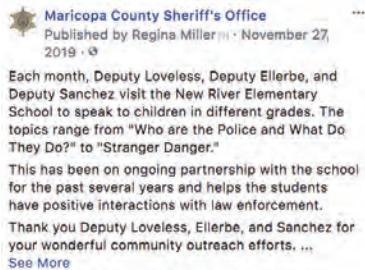 Maricopa County Sheriff's Office
Published by Regina Miller · November 27,
2019 ·
Each month, Deputy Loveless, Deputy Ellerbe, and
Deputy Sanchez visit the New River Elementary
School to speak to children in different grades. The
topics range from "Who are the Police and What Do
They Do?" to "Stranger Danger."
This has been on ongoing partnership with the school
for the past several years and helps the students
have positive interactions with law enforcement.
Thank you Deputy Loveless, Ellerbe, and Sanchez for
your wonderful community outreach efforts. ...
See More